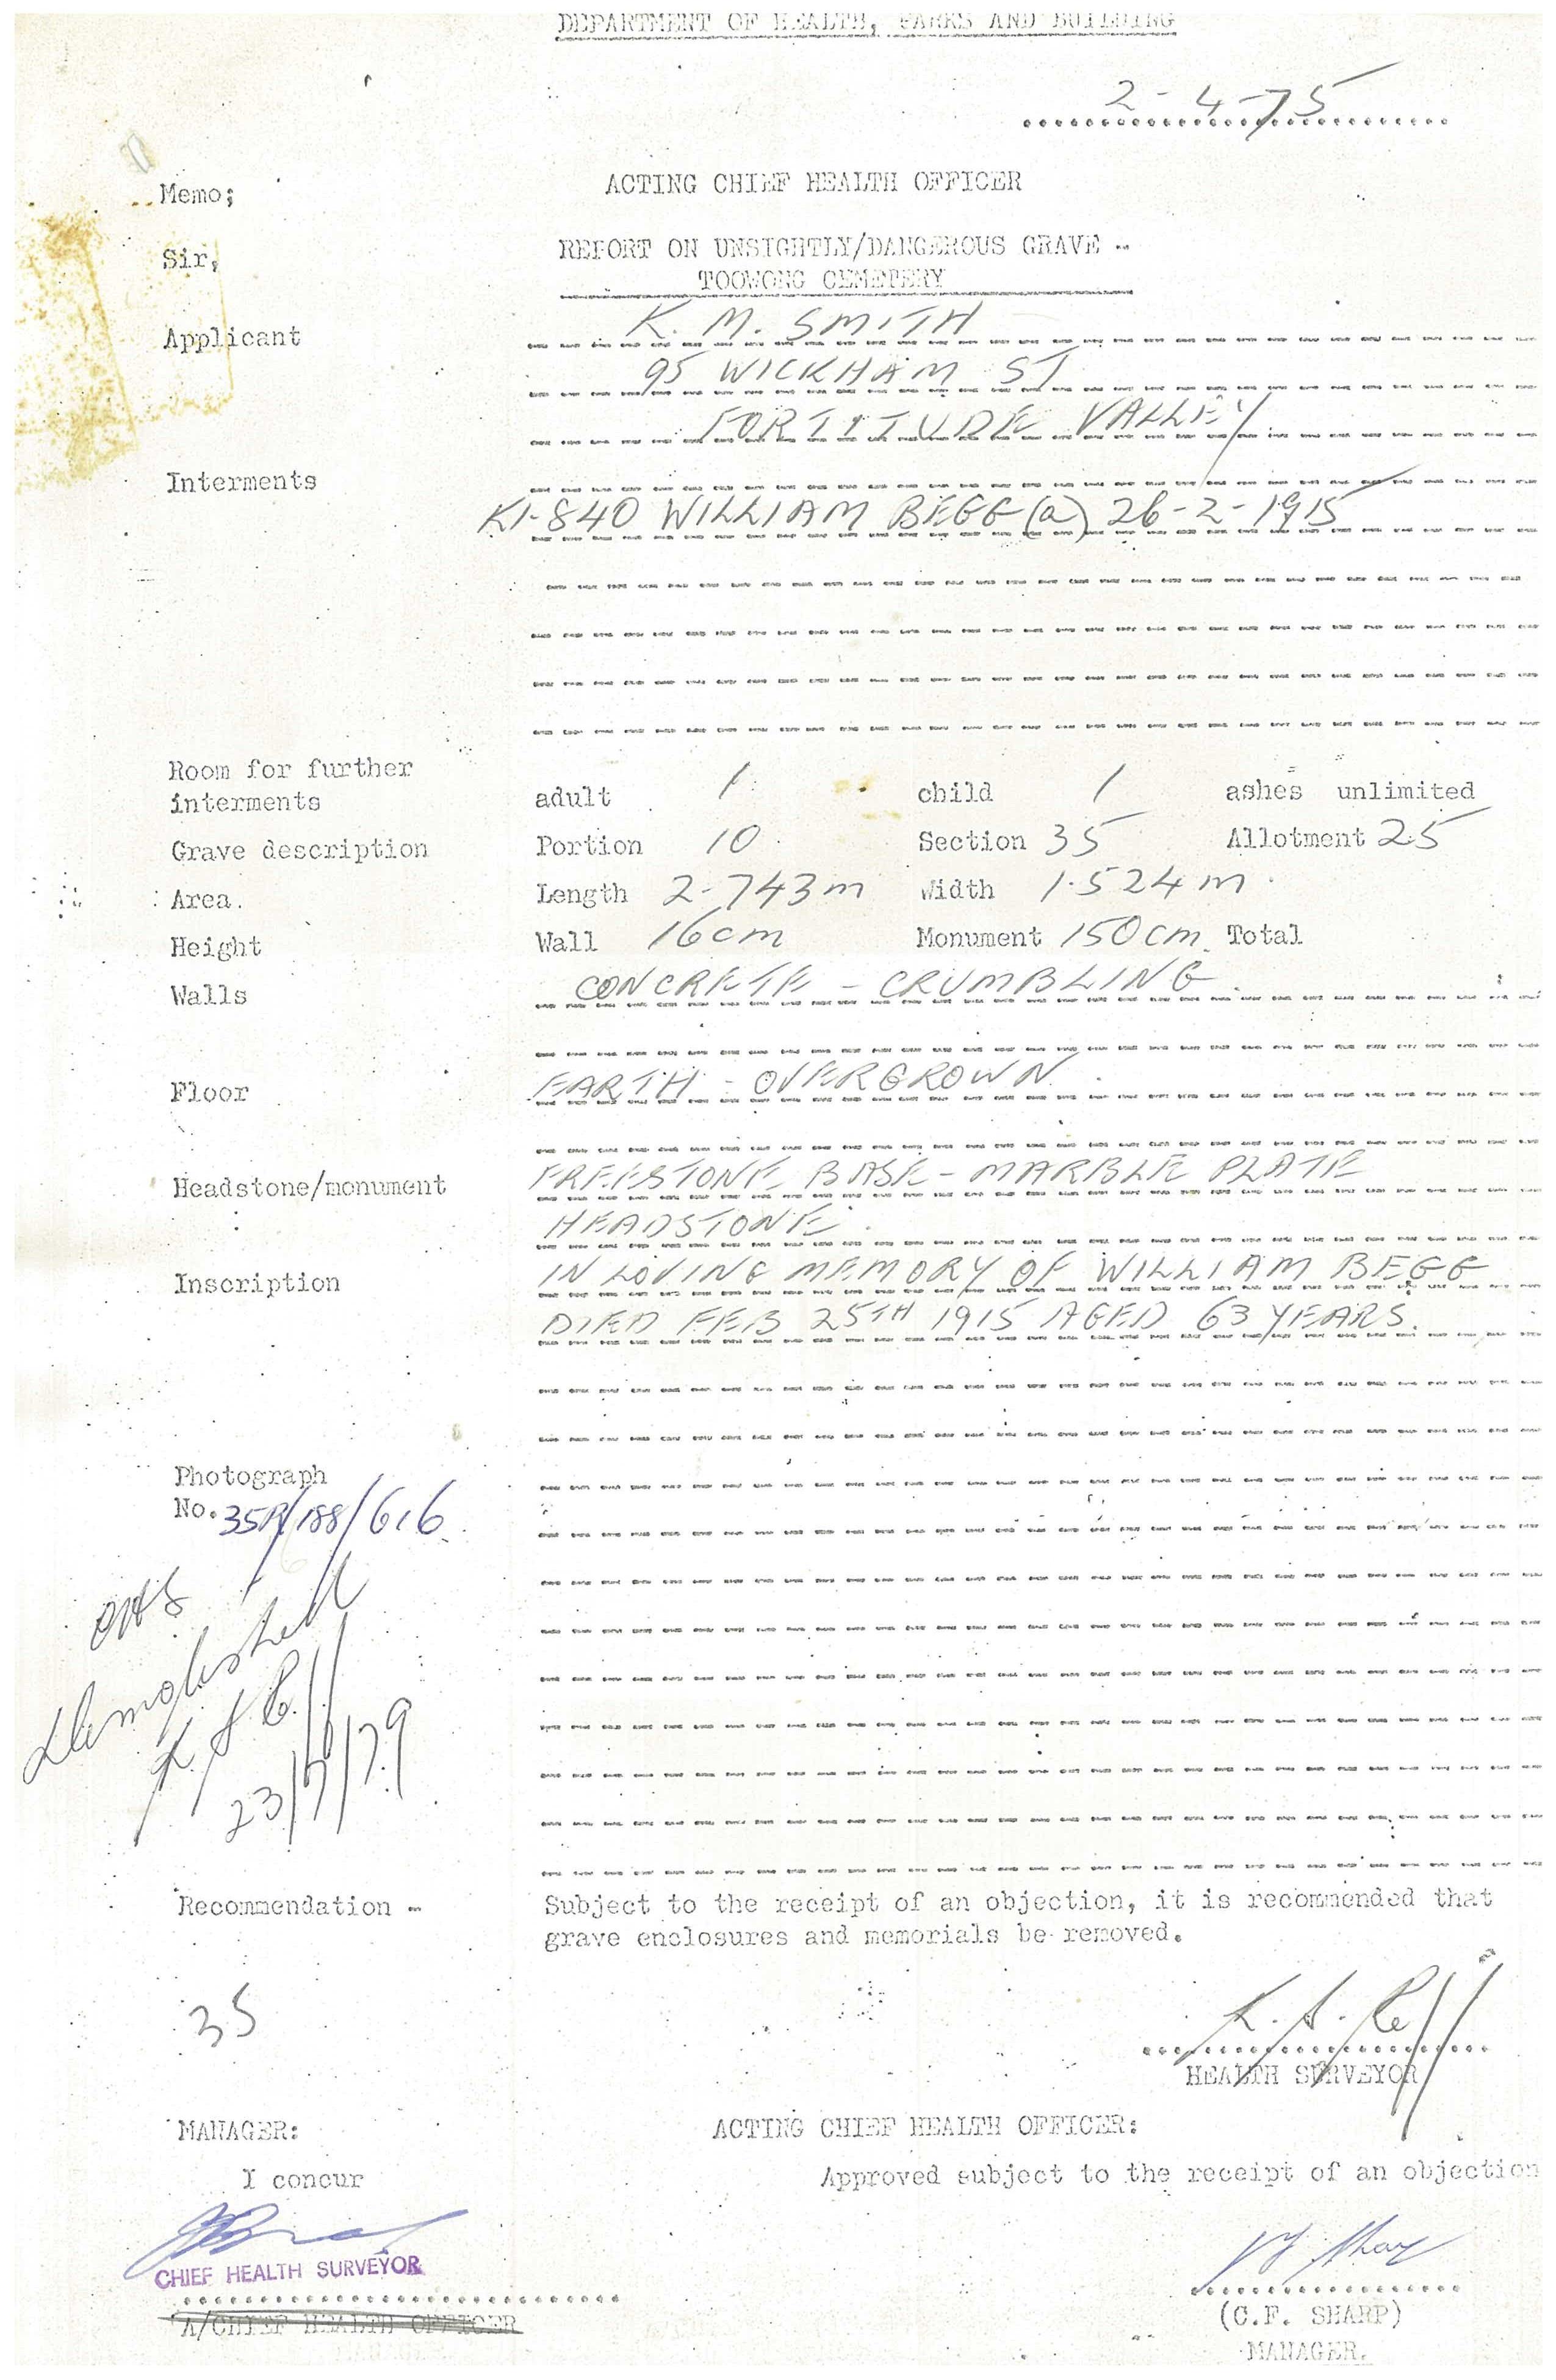 DEPARTMENT OF HEALTH, PARKS AND BUILDING
2-4-75
Memo; ACTING CHIEF HEALTH OFFICER
Sir, REPORT ON UNSIGHTLY/DANGEROUS GRAVE -
TOOWONG CEMETERY
Applicant K. M. SMITH
95 WICKHAM ST
FORTITUDE VALLEY
Interments
K1-840 WILLIAM BEGG (a) 26-2-1915
Room for further
interments adult 1 child 1 ashes unlimited
Grave description Portion 10 Section 35 Allotment 25
Area. Length 2.743m Width 1.524m
Height Wall 16cm Monument 150cm Total
Walls CONCRETE - CRUMBLING
Floor EARTH - OVERGROWN
Headstone/monument FREESTONE BASE - MARBLE PLATE
HEADSTONE
Inscription IN LOVING MEMORY OF WILLIAM BEGG
DIED FEB 25TH 1915 AGED 63 YEARS.
Photograph
No. 35R/188/616
Demolished
23/7/79
Recommendation - Subject to the receipt of an objection, it is recommended that
grave enclosures and memorials be removed.
35
HEALTH SURVEYOR
MANAGER: ACTING CHIEF HEALTH OFFICER:
I concur Approved subject to the receipt of an objection
CHIEF HEALTH SURVEYOR
A/CHIEF HEALTH OFFICER
(C.F. SHARP)
MANAGER.